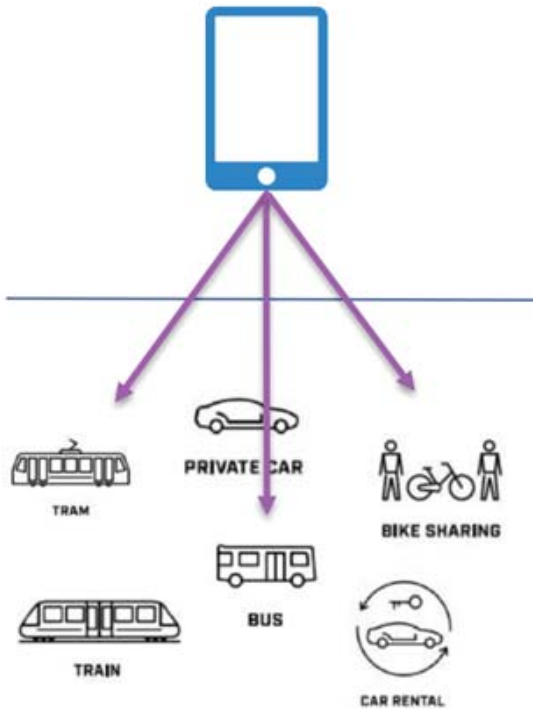 PRIVATE CAR
TRAM
BIKE SHARING
BUS
TRAIN
CAR RENTAL